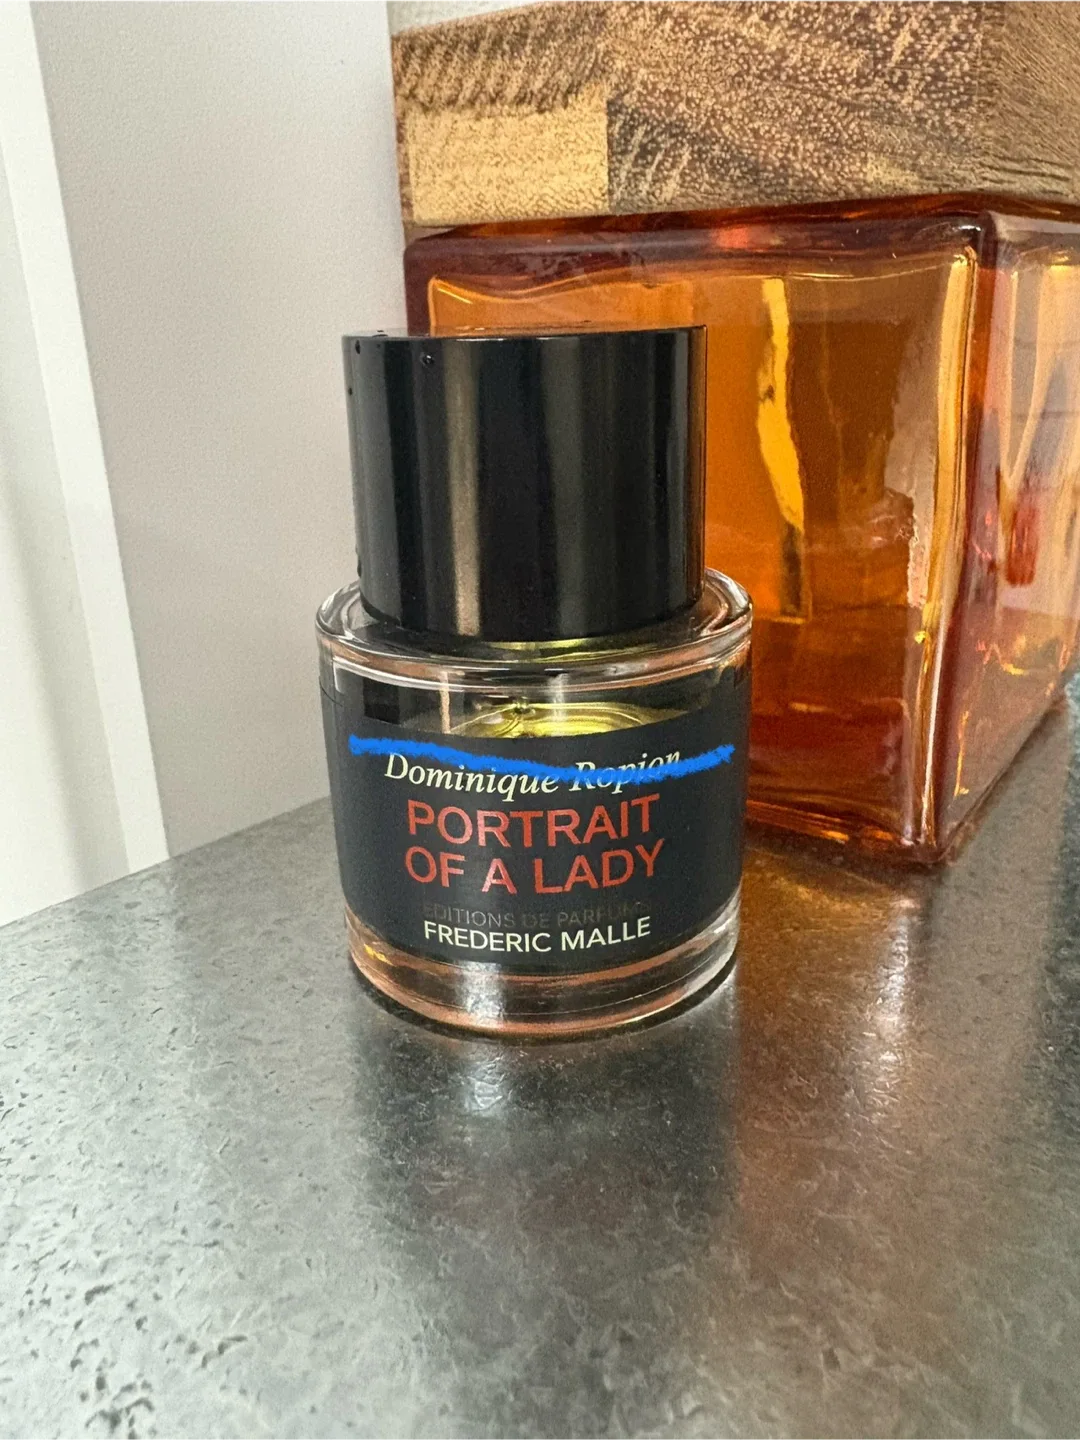 Dominique Ropion
PORTRAIT
OF A LADY
EDITIONS DE PARFUMS
FREDERIC MALLE